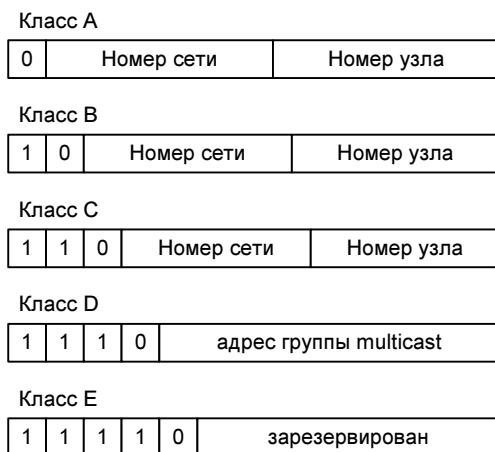 Класс A
0 Номер сети Номер узла
Класс B
1 0 Номер сети Номер узла
Класс C
1 1 0 Номер сети Номер узла
Класс D
1 1 1 0 адрес группы multicast
Класс E
1 1 1 1 0 зарезервирован